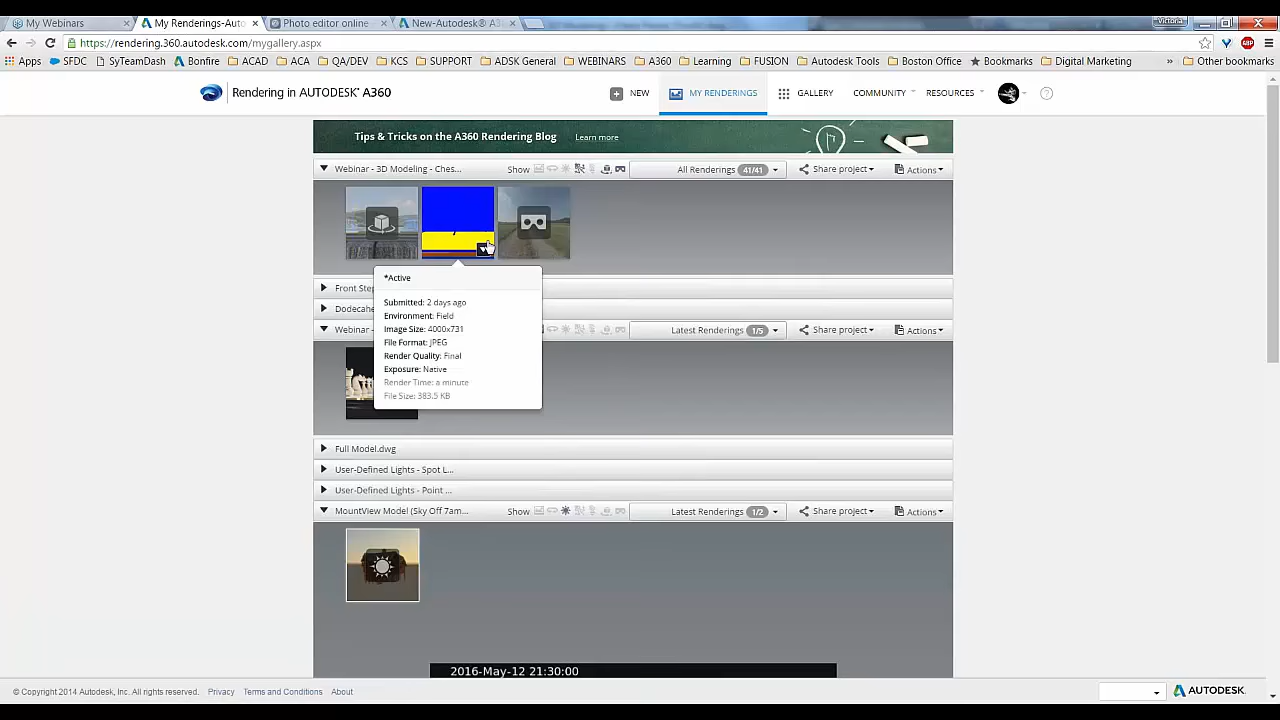 Victoria
My Webinars
My Renderings-Auto
Photo editor online
New-Autodesk® A3
https://rendering.360.autodesk.com/mygallery.aspx
Apps SFDC SyTeamDash Bonfire ACAD ACA QA/DEV KCS SUPPORT ADSK General WEBINARS A360 Learning FUSION Autodesk Tools Boston Office Bookmarks Digital Marketing » Other bookmarks
Rendering in AUTODESK® A360
NEW MY RENDERINGS GALLERY COMMUNITY RESOURCES
Tips & Tricks on the A360 Rendering Blog Learn more
Webinar - 3D Modeling - Ches... Show All Renderings 41/41 Share project Actions
*Active
Front Step
Submitted: 2 days ago
Dodecahe
Environment: Field
Webinar - Latest Renderings 1/5 Share project Actions
Image Size: 4000x731
File Format: JPEG
Render Quality: Final
Exposure: Native
Render Time: a minute
File Size: 383.5 KB
Full Model.dwg
User-Defined Lights - Spot L...
User-Defined Lights - Point ...
MountView Model (Sky Off 7am... Show Latest Renderings 1/2 Share project Actions
2016-May-12 21:30:00
© Copyright 2014 Autodesk, Inc. All rights reserved. Privacy Terms and Conditions About
AUTODESK.